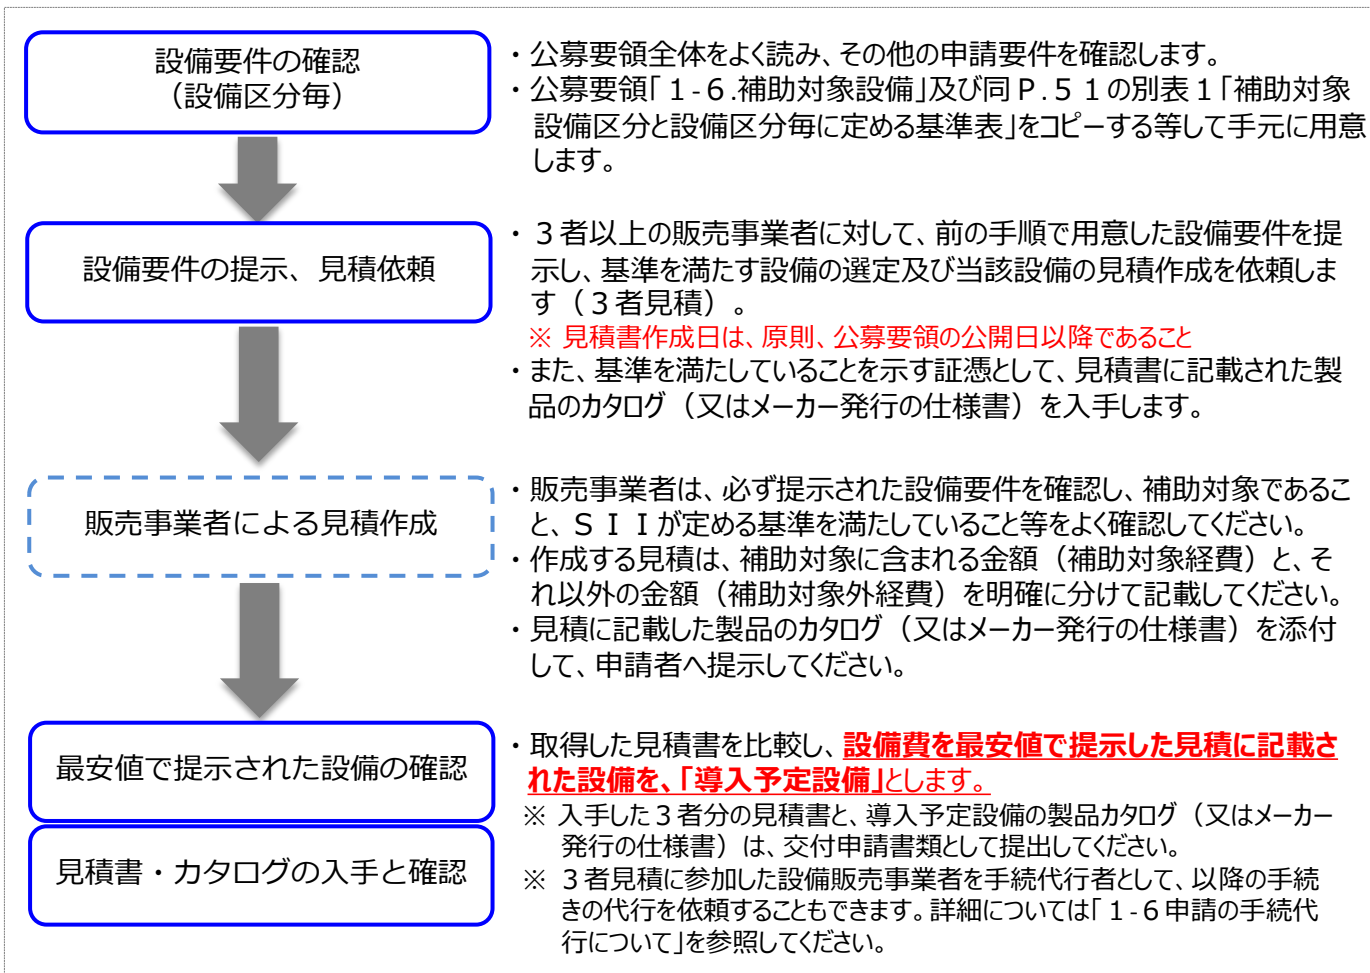 設備要件の確認
（設備区分毎）
・公募要領全体をよく読み、その他の申請要件を確認します。
・公募要領「１-６.補助対象設備」及び同Ｐ.５１の別表１「補助対象
設備区分と設備区分毎に定める基準表」をコピーする等して手元に用意
します。
設備要件の提示、見積依頼
・３者以上の販売事業者に対して、前の手順で用意した設備要件を提
示し、基準を満たす設備の選定及び当該設備の見積作成を依頼しま
す（３者見積）。
※ 見積書作成日は、原則、公募要領の公開日以降であること
・また、基準を満たしていることを示す証憑として、見積書に記載された製
品のカタログ（又はメーカー発行の仕様書）を入手します。
販売事業者による見積作成
・販売事業者は、必ず提示された設備要件を確認し、補助対象であるこ
と、ＳＩＩが定める基準を満たしていること等をよく確認してください。
・作成する見積は、補助対象に含まれる金額（補助対象経費）と、そ
れ以外の金額（補助対象外経費）を明確に分けて記載してください。
・見積に記載した製品のカタログ（又はメーカー発行の仕様書）を添付
して、申請者へ提示してください。
最安値で提示された設備の確認
見積書・カタログの入手と確認
・取得した見積書を比較し、設備費を最安値で提示した見積に記載さ
れた設備を、「導入予定設備」とします。
※ 入手した３者分の見積書と、導入予定設備の製品カタログ（又はメーカー
発行の仕様書）は、交付申請書類として提出してください。
※ ３者見積に参加した設備販売事業者を手続代行者として、以降の手続
きの代行を依頼することもできます。詳細については「１-６申請の手続代
行について」を参照してください。